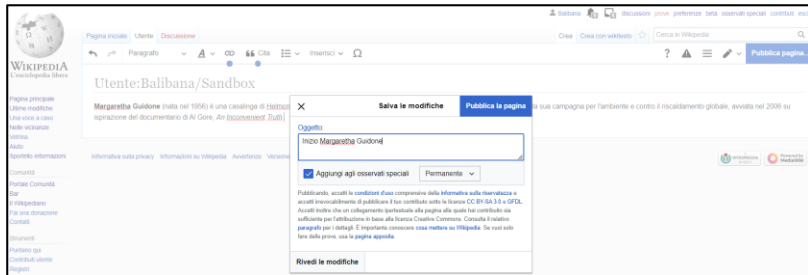 Balibana discussioni prove preferenze beta osservati speciali contributi esci
Pagina iniziale Utente Discussione
Crea Crea con wikitesto Cerca in Wikipedia
Paragrafo A Cita Inserisci Ω ? Pubblica pagina...
WIKIPEDIA
L'enciclopedia libera
Utente:Balibana/Sandbox
Margaretha Guidone (nata nel 1956) è una casalinga di la sua campagna per l'ambiente e contro il riscaldamento globale, avviata nel 2006 su
ispirazione del documentario di Al Gore, An Inconvenient Truth
Salva le modifiche
Pubblica la pagina
Oggetto:
Inizio Margaretha Guidone
Aggiungi agli osservati speciali
Permanente
Pubblicando, accetti le condizioni d'uso comprensive della informativa sulla riservatezza e
accetti irrevocabilmente di pubblicare il tuo contributo sotto le licenze CC BY-SA 3.0 e GFDL.
Accetti inoltre che un collegamento ipertestuale alla pagina alla quale hai contribuito sia
sufficiente per l'attribuzione in base alla licenza Creative Commons. Consulta il relativo
paragrafo per i dettagli. È importante conoscere cosa mettere su Wikipedia. Se vuoi solo
fare delle prove, usa la pagina apposita.
Rivedi le modifiche
Pagina principale
Ultime modifiche
Una voce a caso
Nelle vicinanze
Vetrina
Aiuto
Sportello informazioni
Comunità
Portale Comunità
Bar
Il Wikipediano
Fai una donazione
Contatti
Strumenti
Puntano qui
Contributi utente
Registri
Informativa sulla privacy Informazioni su Wikipedia Avvertenze